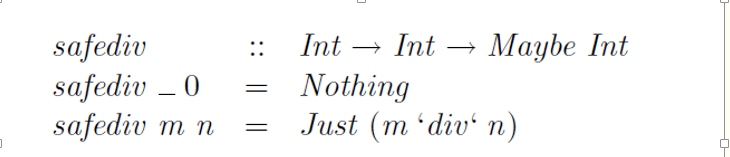 safediv :: Int → Int → Maybe Int
safediv _ 0 = Nothing
safediv m n = Just (m ‘div‘ n)